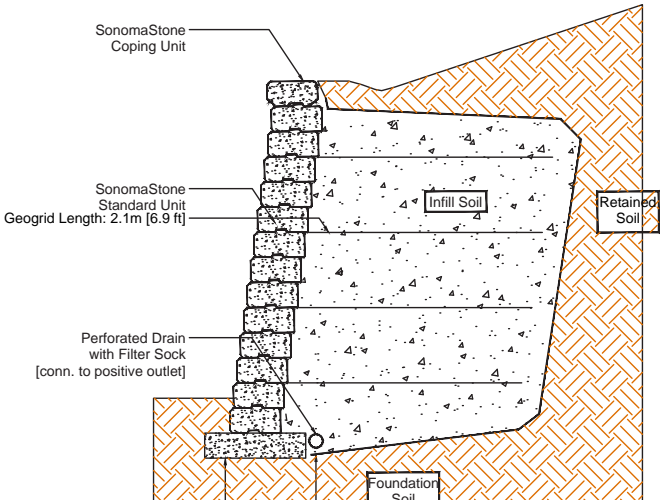 SonomaStone
Coping Unit
SonomaStone
Standard Unit
Geogrid Length: 2.1m [6.9 ft]
Infill Soil
Retained
Soil
Perforated Drain
with Filter Sock
[conn. to positive outlet]
Foundation
Soil